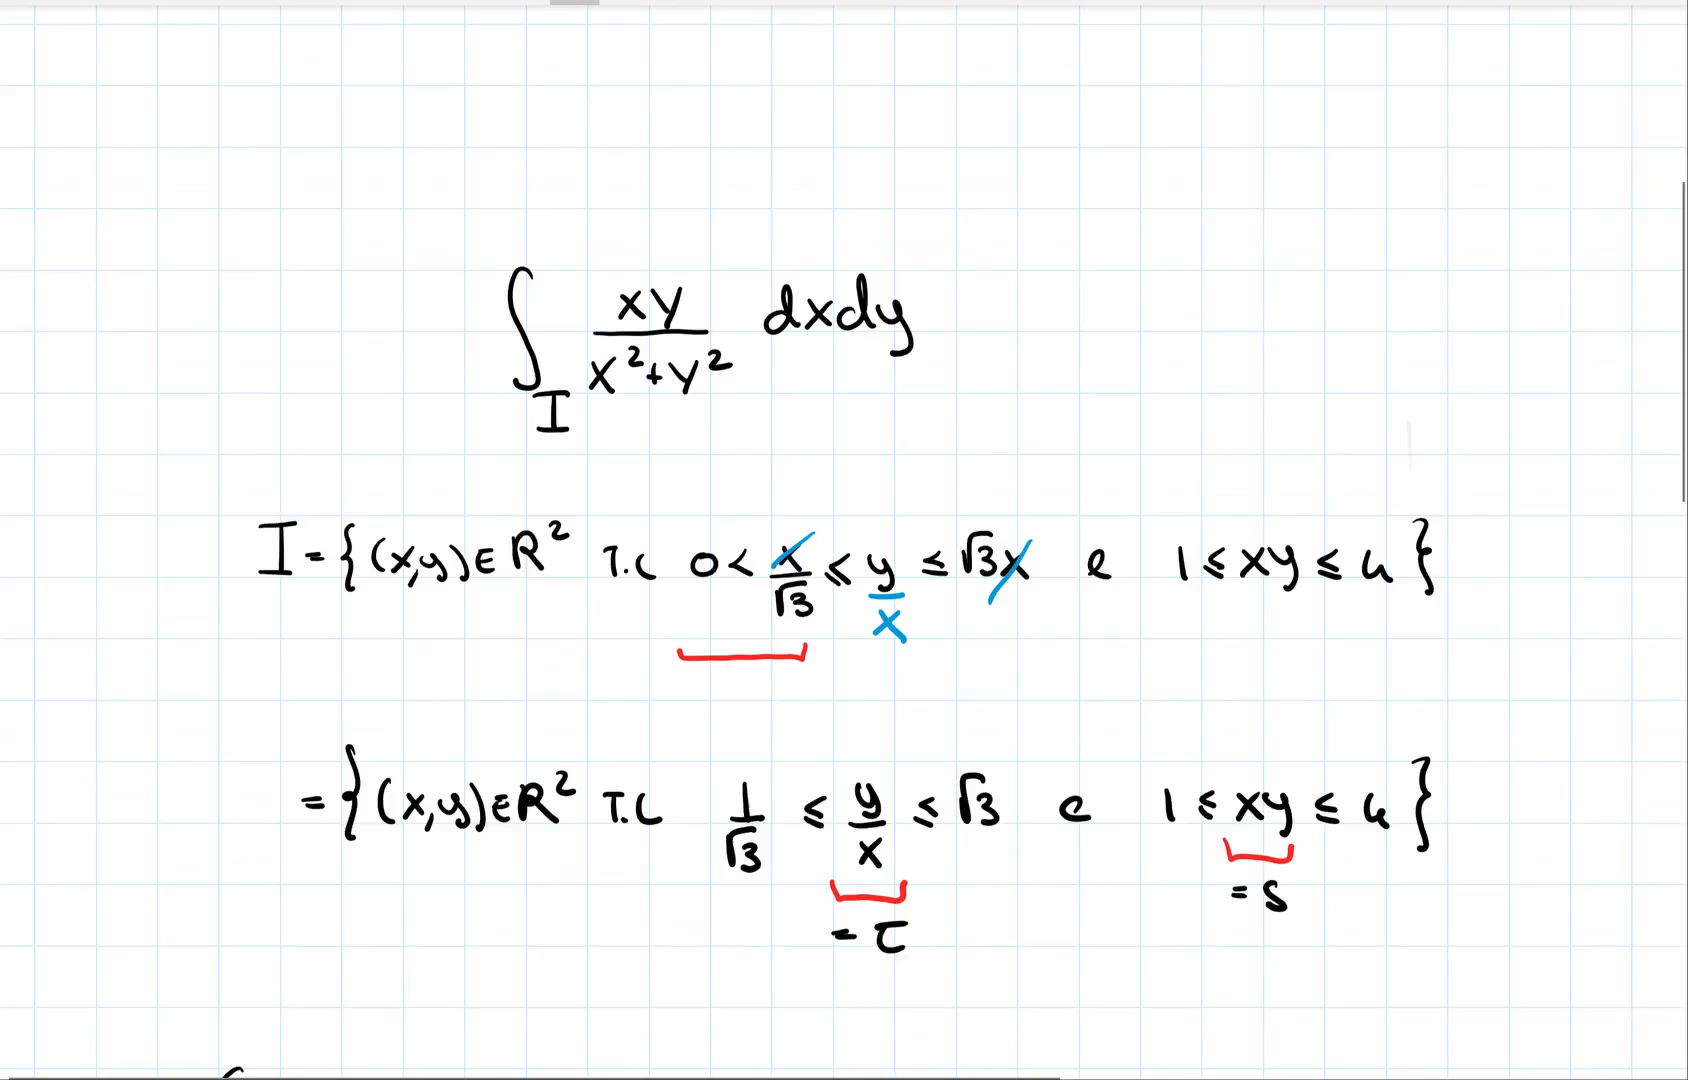 ∫_I xy/(x²+y²) dxdy
I = {(x,y) ∈ R² T.C 0 < x/√3 ≤ y/x ≤ √3x e 1 ≤ xy ≤ 4}
= {(x,y) ∈ R² T.C 1/√3 ≤ y/x ≤ √3 e 1 ≤ xy ≤ 4}
= τ = s